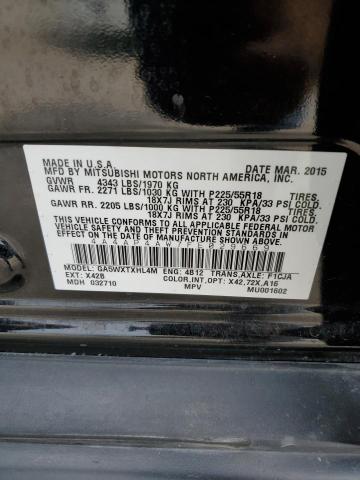 MADE IN U.S.A. DATE MAR. 2015
MFD BY MITSUBISHI MOTORS NORTH AMERICA, INC.
GVWR 4343 LBS/1970 KG
GAWR FR. 2271 LBS/1030 KG WITH P225/55R18 TIRES,
18X7J RIMS AT 230 KPA/33 PSI COLD.
GAWR RR. 2205 LBS/1000 KG WITH P225/55R18 TIRES,
18X7J RIMS AT 230 KPA/33 PSI COLD.
THIS VEHICLE CONFORMS TO ALL APPLICABLE FEDERAL MOTOR
VEHICLE SAFETY STANDARDS IN EFFECT ON THE DATE OF
MANUFACTURE SHOWN ABOVE.
MODEL: GA5WXTXHL4M ENG: 4B12 TRANS,AXLE: F1CJA
EXT: X42B COLOR,INT,OPT: X42,72X,A16
MDH 032710 MPV MU001602